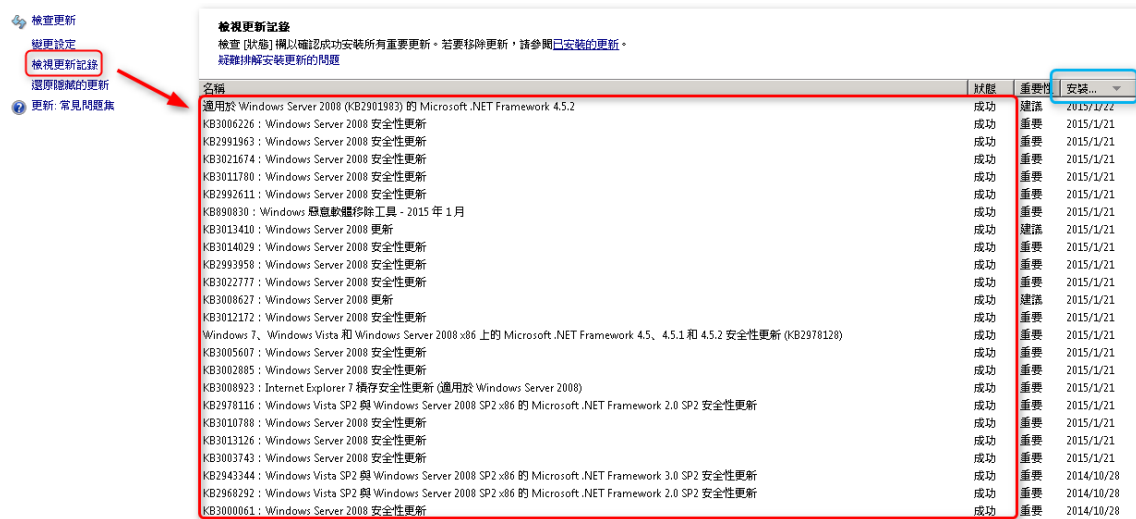 檢查更新
變更設定
檢視更新記錄
還原隱藏的更新
更新: 常見問題集
檢視更新記錄
檢查 [狀態] 欄以確認成功安裝所有重要更新。若要移除更新，請參閱已安裝的更新。
疑難排解安裝更新的問題
名稱 狀態 重要性 安裝...
適用於 Windows Server 2008 (KB2901983) 的 Microsoft .NET Framework 4.5.2 成功 建議 2015/1/22
KB3006226：Windows Server 2008 安全性更新 成功 重要 2015/1/21
KB2991963：Windows Server 2008 安全性更新 成功 重要 2015/1/21
KB3021674：Windows Server 2008 安全性更新 成功 重要 2015/1/21
KB3011780：Windows Server 2008 安全性更新 成功 重要 2015/1/21
KB2992611：Windows Server 2008 安全性更新 成功 重要 2015/1/21
KB890830：Windows 惡意軟體移除工具 - 2015 年 1 月 成功 重要 2015/1/21
KB3013410：Windows Server 2008 更新 成功 建議 2015/1/21
KB3014029：Windows Server 2008 安全性更新 成功 重要 2015/1/21
KB2993958：Windows Server 2008 安全性更新 成功 重要 2015/1/21
KB3022777：Windows Server 2008 安全性更新 成功 重要 2015/1/21
KB3008627：Windows Server 2008 更新 成功 建議 2015/1/21
KB3012172：Windows Server 2008 安全性更新 成功 重要 2015/1/21
Windows 7、Windows Vista 和 Windows Server 2008 x86 上的 Microsoft .NET Framework 4.5、4.5.1 和 4.5.2 安全性更新 (KB2978128) 成功 重要 2015/1/21
KB3005607：Windows Server 2008 安全性更新 成功 重要 2015/1/21
KB3002885：Windows Server 2008 安全性更新 成功 重要 2015/1/21
KB3008923：Internet Explorer 7 積存安全性更新 (適用於 Windows Server 2008) 成功 重要 2015/1/21
KB2978116：Windows Vista SP2 與 Windows Server 2008 SP2 x86 的 Microsoft .NET Framework 2.0 SP2 安全性更新 成功 重要 2015/1/21
KB3010788：Windows Server 2008 安全性更新 成功 重要 2015/1/21
KB3013126：Windows Server 2008 安全性更新 成功 重要 2015/1/21
KB3003743：Windows Server 2008 安全性更新 成功 重要 2015/1/21
KB2943344：Windows Vista SP2 與 Windows Server 2008 SP2 x86 的 Microsoft .NET Framework 3.0 SP2 安全性更新 成功 重要 2014/10/28
KB2968292：Windows Vista SP2 與 Windows Server 2008 SP2 x86 的 Microsoft .NET Framework 2.0 SP2 安全性更新 成功 重要 2014/10/28
KB3000061：Windows Server 2008 安全性更新 成功 重要 2014/10/28